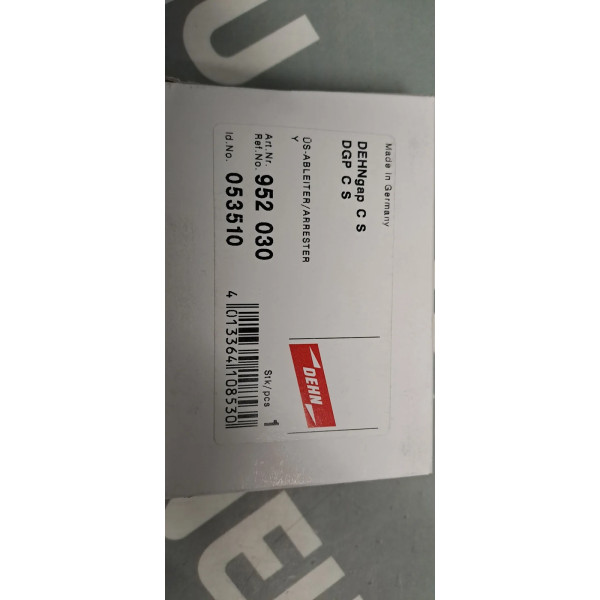 Made in Germany
DEHNgap C S
DGP C S
ÜS-ABLEITER/ARRESTER
Y
Art.Nr.
Ref.No. 952 030
Id.No. 053510
DEHN
Stk/pcs 1
4 013364 108530